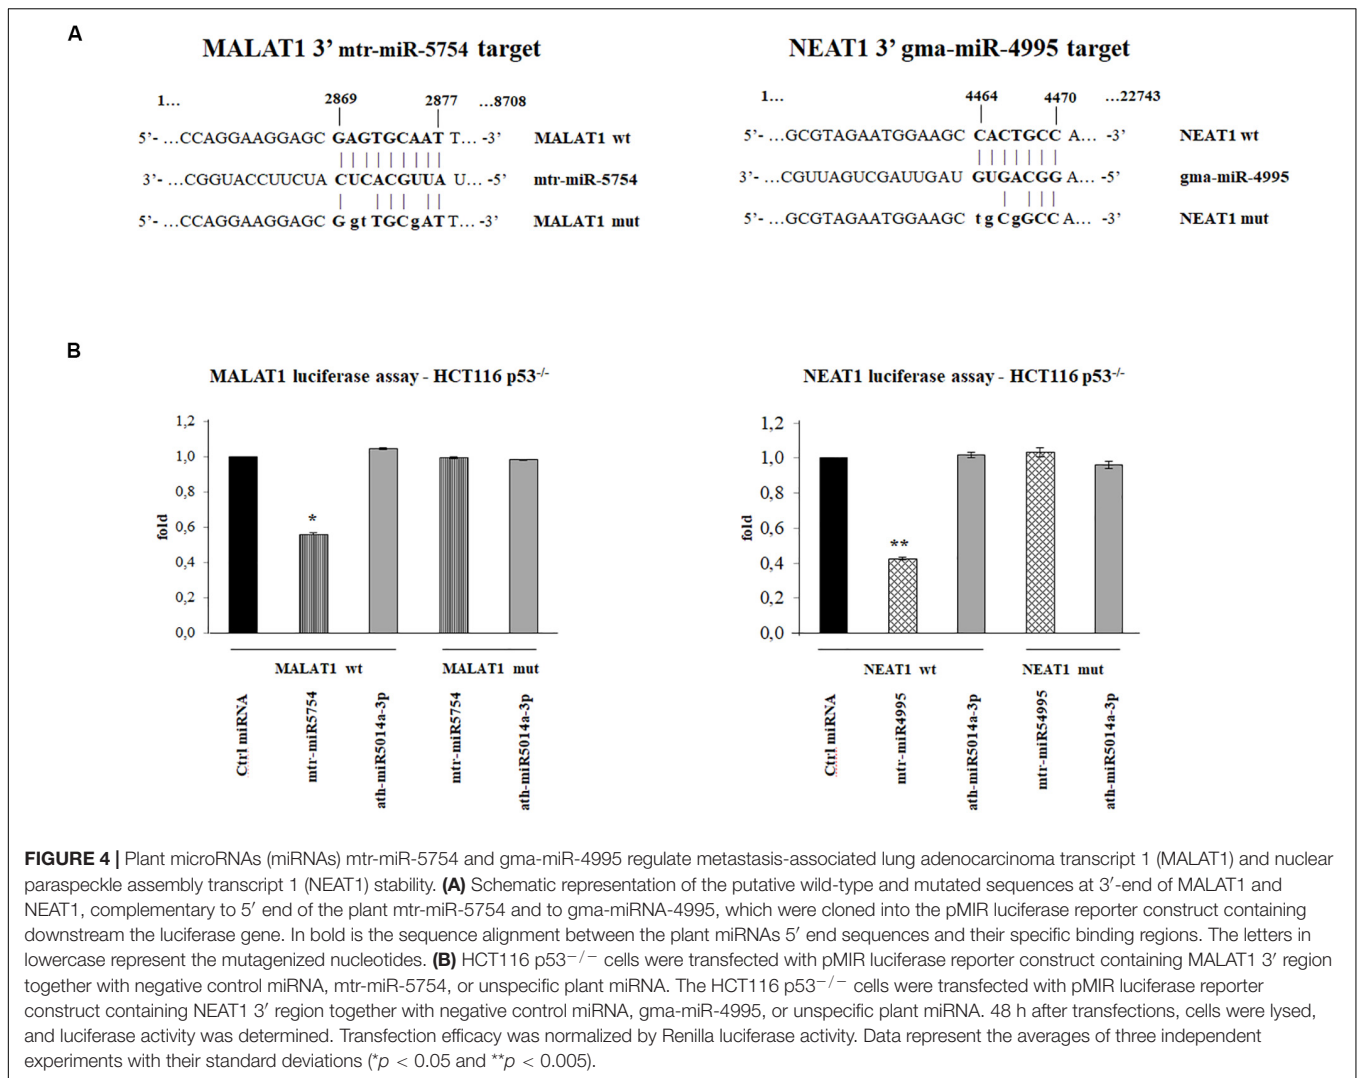 A
MALAT1 3’ mtr-miR-5754 target
1... 2869 2877 ...8708
5’- ...CCAGGAAGGAGC GAGTGCAAT T... -3’ MALAT1 wt
3’- ...CGGUACCUUCUA CUCACGUUA U... -5’ mtr-miR-5754
5’- ...CCAGGAAGGAGC GgtTGCgAT T... -3’ MALAT1 mut
NEAT1 3’ gma-miR-4995 target
1... 4464 4470 ...22743
5’- ...GCGTAGAATGGAAGC CACTGCC A... -3’ NEAT1 wt
3’- ...CGUUAGUCGAUUGAU GUGACGG A... -5’ gma-miR-4995
5’- ...GCGTAGAATGGAAGC tgCgGCC A... -3’ NEAT1 mut
B
MALAT1 luciferase assay - HCT116 p53-/-
fold
1,2
1,0
0,8
0,6
0,4
0,2
0,0
*
MALAT1 wt MALAT1 mut
Ctrl miRNA
mtr-miR5754
ath-miR5014a-3p
mtr-miR5754
ath-miR5014a-3p
NEAT1 luciferase assay - HCT116 p53-/-
fold
1,2
1,0
0,8
0,6
0,4
0,2
0,0
**
NEAT1 wt NEAT1 mut
Ctrl miRNA
mtr-miR4995
ath-miR5014a-3p
mtr-miR54995
ath-miR5014a-3p
FIGURE 4 | Plant microRNAs (miRNAs) mtr-miR-5754 and gma-miR-4995 regulate metastasis-associated lung adenocarcinoma transcript 1 (MALAT1) and nuclear
paraspeckle assembly transcript 1 (NEAT1) stability. (A) Schematic representation of the putative wild-type and mutated sequences at 3′-end of MALAT1 and
NEAT1, complementary to 5′ end of the plant mtr-miR-5754 and to gma-miRNA-4995, which were cloned into the pMIR luciferase reporter construct containing
downstream the luciferase gene. In bold is the sequence alignment between the plant miRNAs 5′ end sequences and their specific binding regions. The letters in
lowercase represent the mutagenized nucleotides. (B) HCT116 p53−/− cells were transfected with pMIR luciferase reporter construct containing MALAT1 3′ region
together with negative control miRNA, mtr-miR-5754, or unspecific plant miRNA. The HCT116 p53−/− cells were transfected with pMIR luciferase reporter
construct containing NEAT1 3′ region together with negative control miRNA, gma-miR-4995, or unspecific plant miRNA. 48 h after transfections, cells were lysed,
and luciferase activity was determined. Transfection efficacy was normalized by Renilla luciferase activity. Data represent the averages of three independent
experiments with their standard deviations (*p < 0.05 and **p < 0.005).